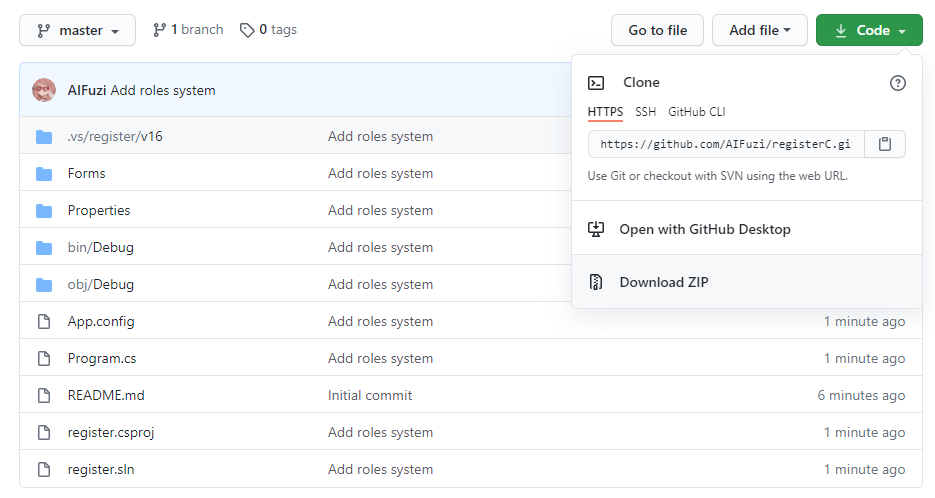 master
1 branch
0 tags
Go to file
Add file
Code
AIFuzi Add roles system
Clone
HTTPS SSH GitHub CLI
https://github.com/AIFuzi/registerC.gi
Use Git or checkout with SVN using the web URL.
Open with GitHub Desktop
Download ZIP
.vs/register/v16 Add roles system
Forms Add roles system
Properties Add roles system
bin/Debug Add roles system
obj/Debug Add roles system
App.config Add roles system 1 minute ago
Program.cs Add roles system 1 minute ago
README.md Initial commit 6 minutes ago
register.csproj Add roles system 1 minute ago
register.sln Add roles system 1 minute ago